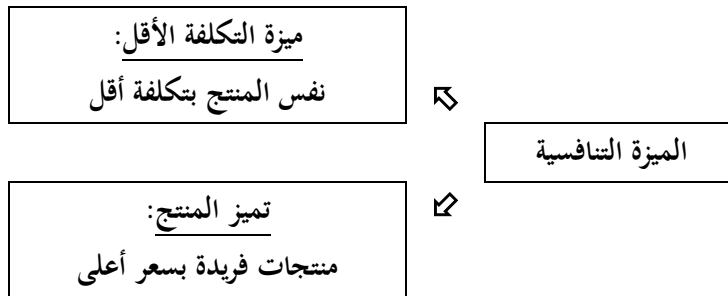 ميزة التكلفة الأقل:
نفس المنتج بتكلفة أقل
الميزة التنافسية
تميز المنتج:
منتجات فريدة بسعر أعلى